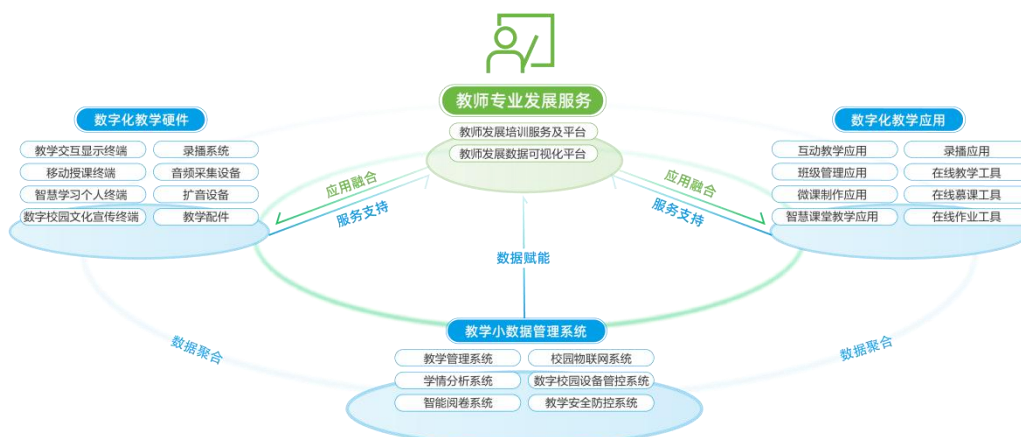 教师专业发展服务
教师发展培训服务及平台
教师发展数据可视化平台
数字化教学硬件
教学交互显示终端
录播系统
移动授课终端
音频采集设备
智慧学习个人终端
扩音设备
数字校园文化宣传终端
教学配件
数字化教学应用
互动教学应用
录播应用
班级管理应用
在线教学工具
微课制作应用
在线慕课工具
智慧课堂教学应用
在线作业工具
应用融合
服务支持
应用融合
服务支持
数据赋能
数据聚合
数据聚合
教学小数据管理系统
教学管理系统
校园物联网系统
学情分析系统
数字校园设备管控系统
智能阅卷系统
教学安全防控系统